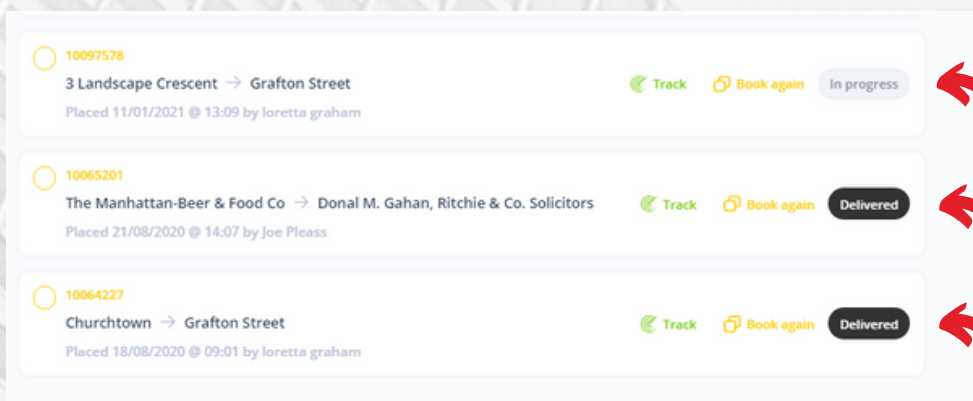 10097578
3 Landscape Crescent → Grafton Street
Track Book again In progress
Placed 11/01/2021 @ 13:09 by loretta graham
10065201
The Manhattan-Beer & Food Co → Donal M. Gahan, Ritchie & Co. Solicitors
Track Book again Delivered
Placed 21/08/2020 @ 14:07 by Joe Pleass
10064227
Churchtown → Grafton Street
Track Book again Delivered
Placed 18/08/2020 @ 09:01 by loretta graham